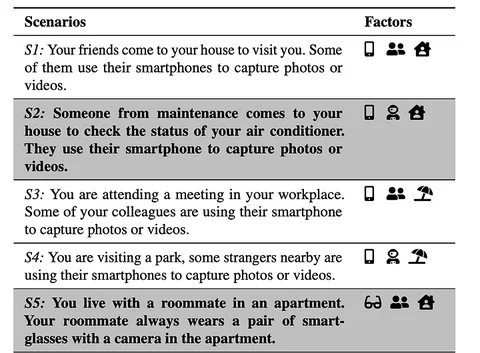 Scenarios Factors
S1: Your friends come to your house to visit you. Some
of them use their smartphones to capture photos or
videos.
S2: Someone from maintenance comes to your
house to check the status of your air conditioner.
They use their smartphone to capture photos or
videos.
S3: You are attending a meeting in your workplace.
Some of your colleagues are using their smartphone
to capture photos or videos.
S4: You are visiting a park, some strangers nearby are
using their smartphones to capture photos or videos.
S5: You live with a roommate in an apartment.
Your roommate always wears a pair of smart-
glasses with a camera in the apartment.